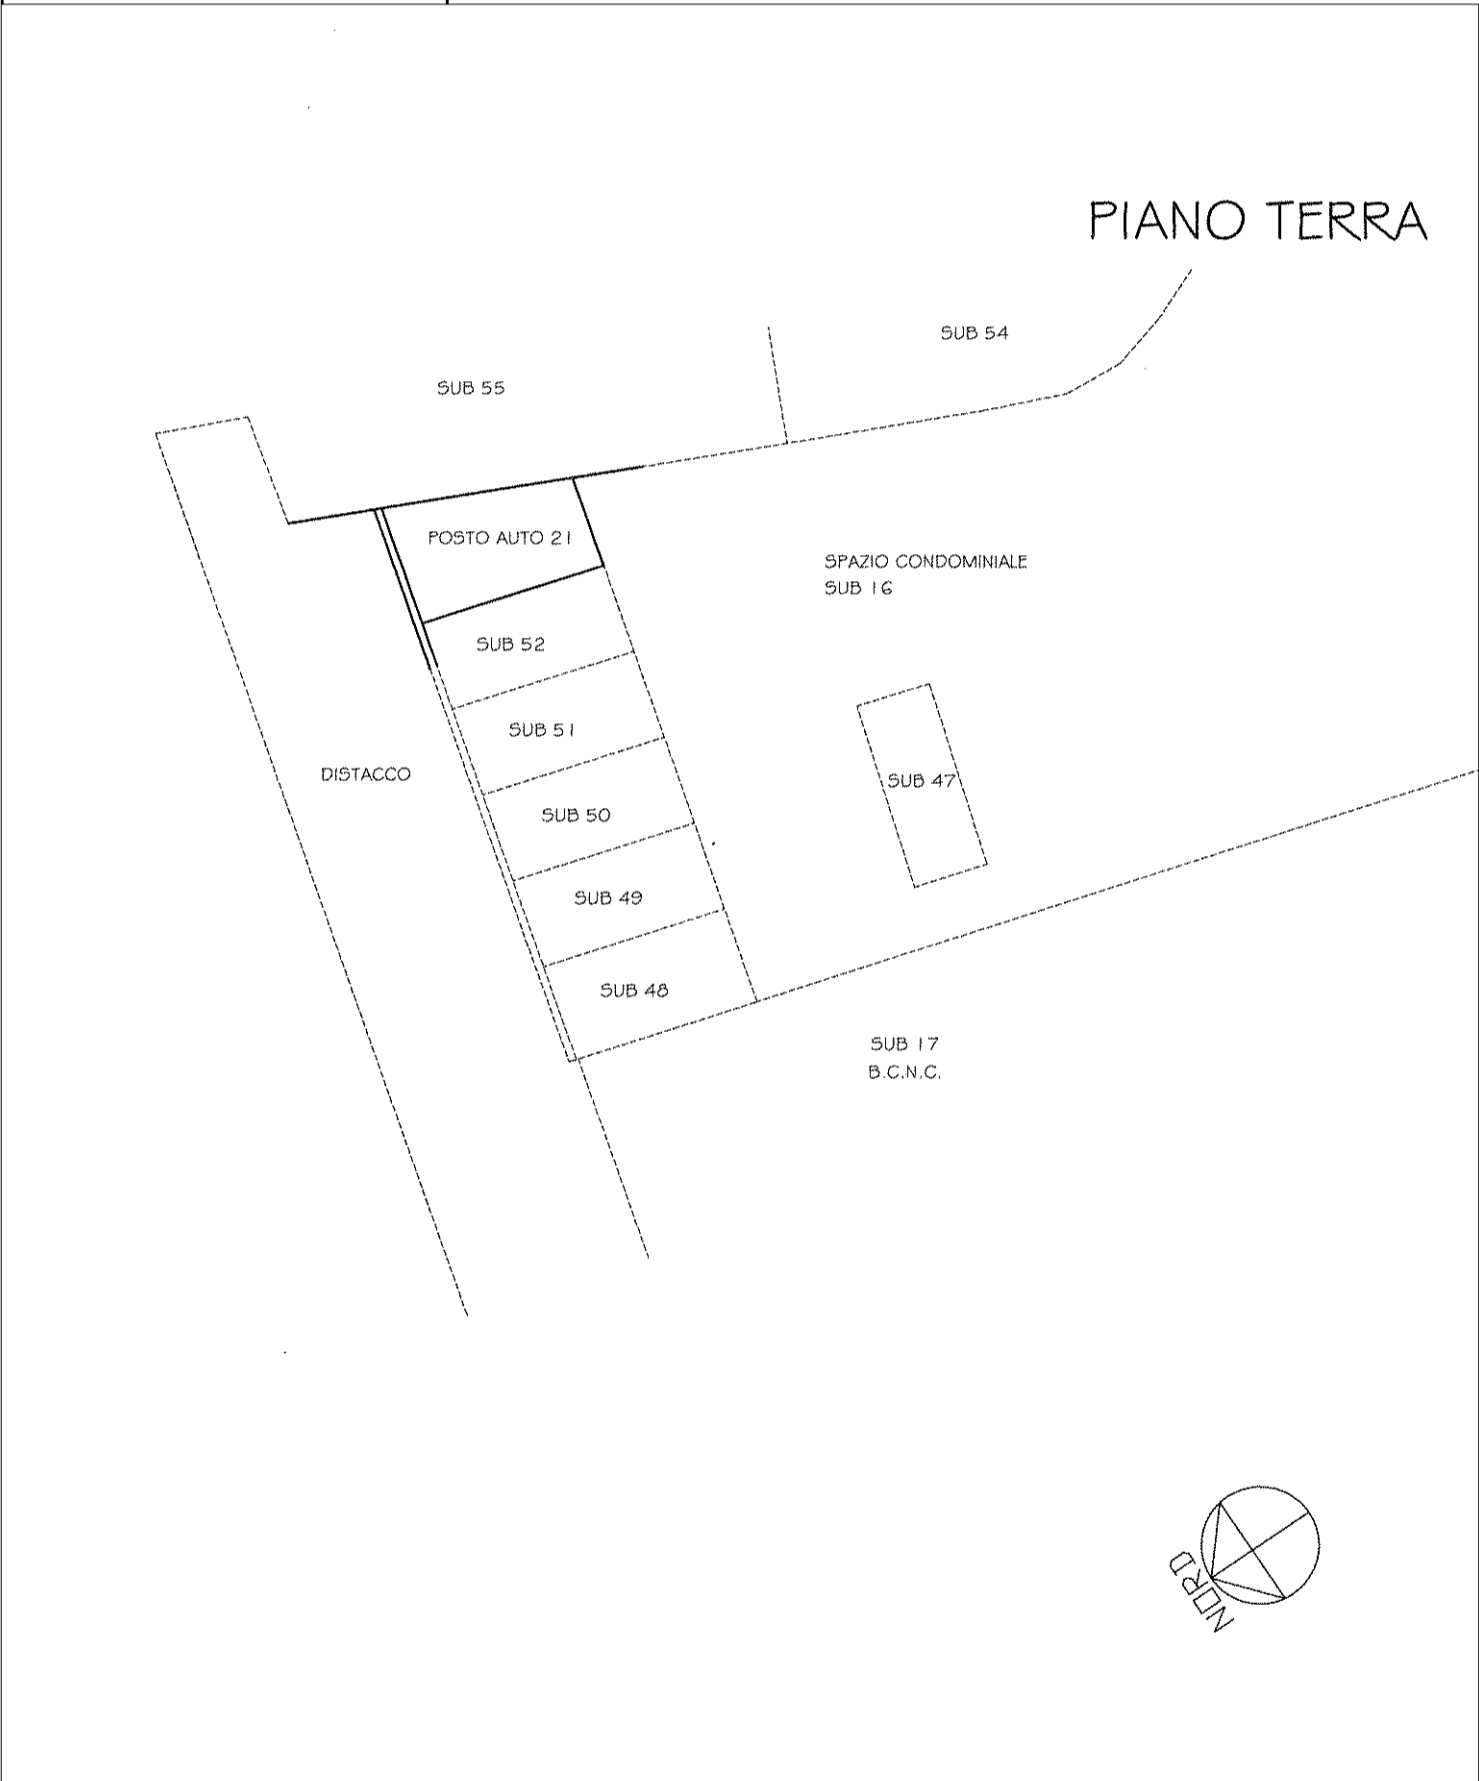 PIANO TERRA
SUB 54
SUB 55
POSTO AUTO 21
SPAZIO CONDOMINIALE
SUB 16
SUB 52
SUB 51
DISTACCO
SUB 47
SUB 50
SUB 49
SUB 48
SUB 17
B.C.N.C.
NORD